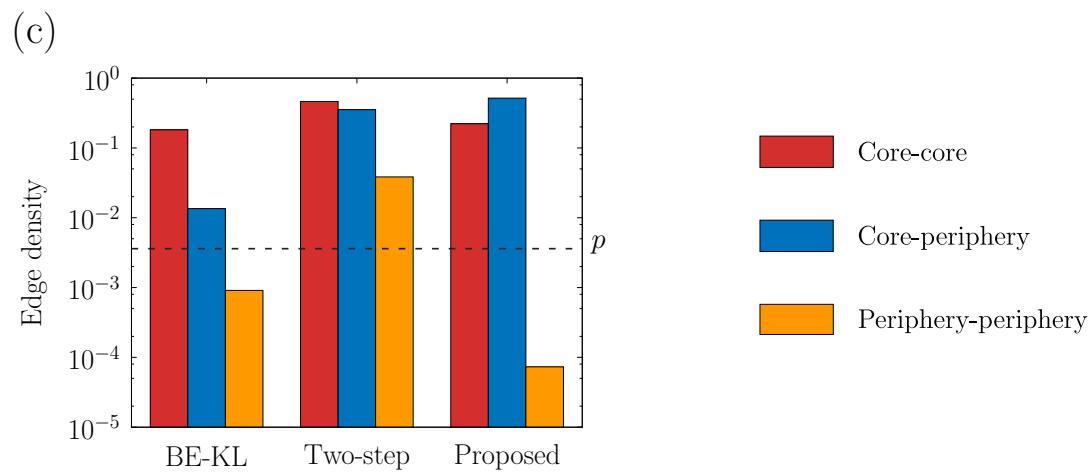 (c)
Edge density
10^0
10^-1
10^-2
10^-3
10^-4
10^-5
p
BE-KL Two-step Proposed
Core-core
Core-periphery
Periphery-periphery